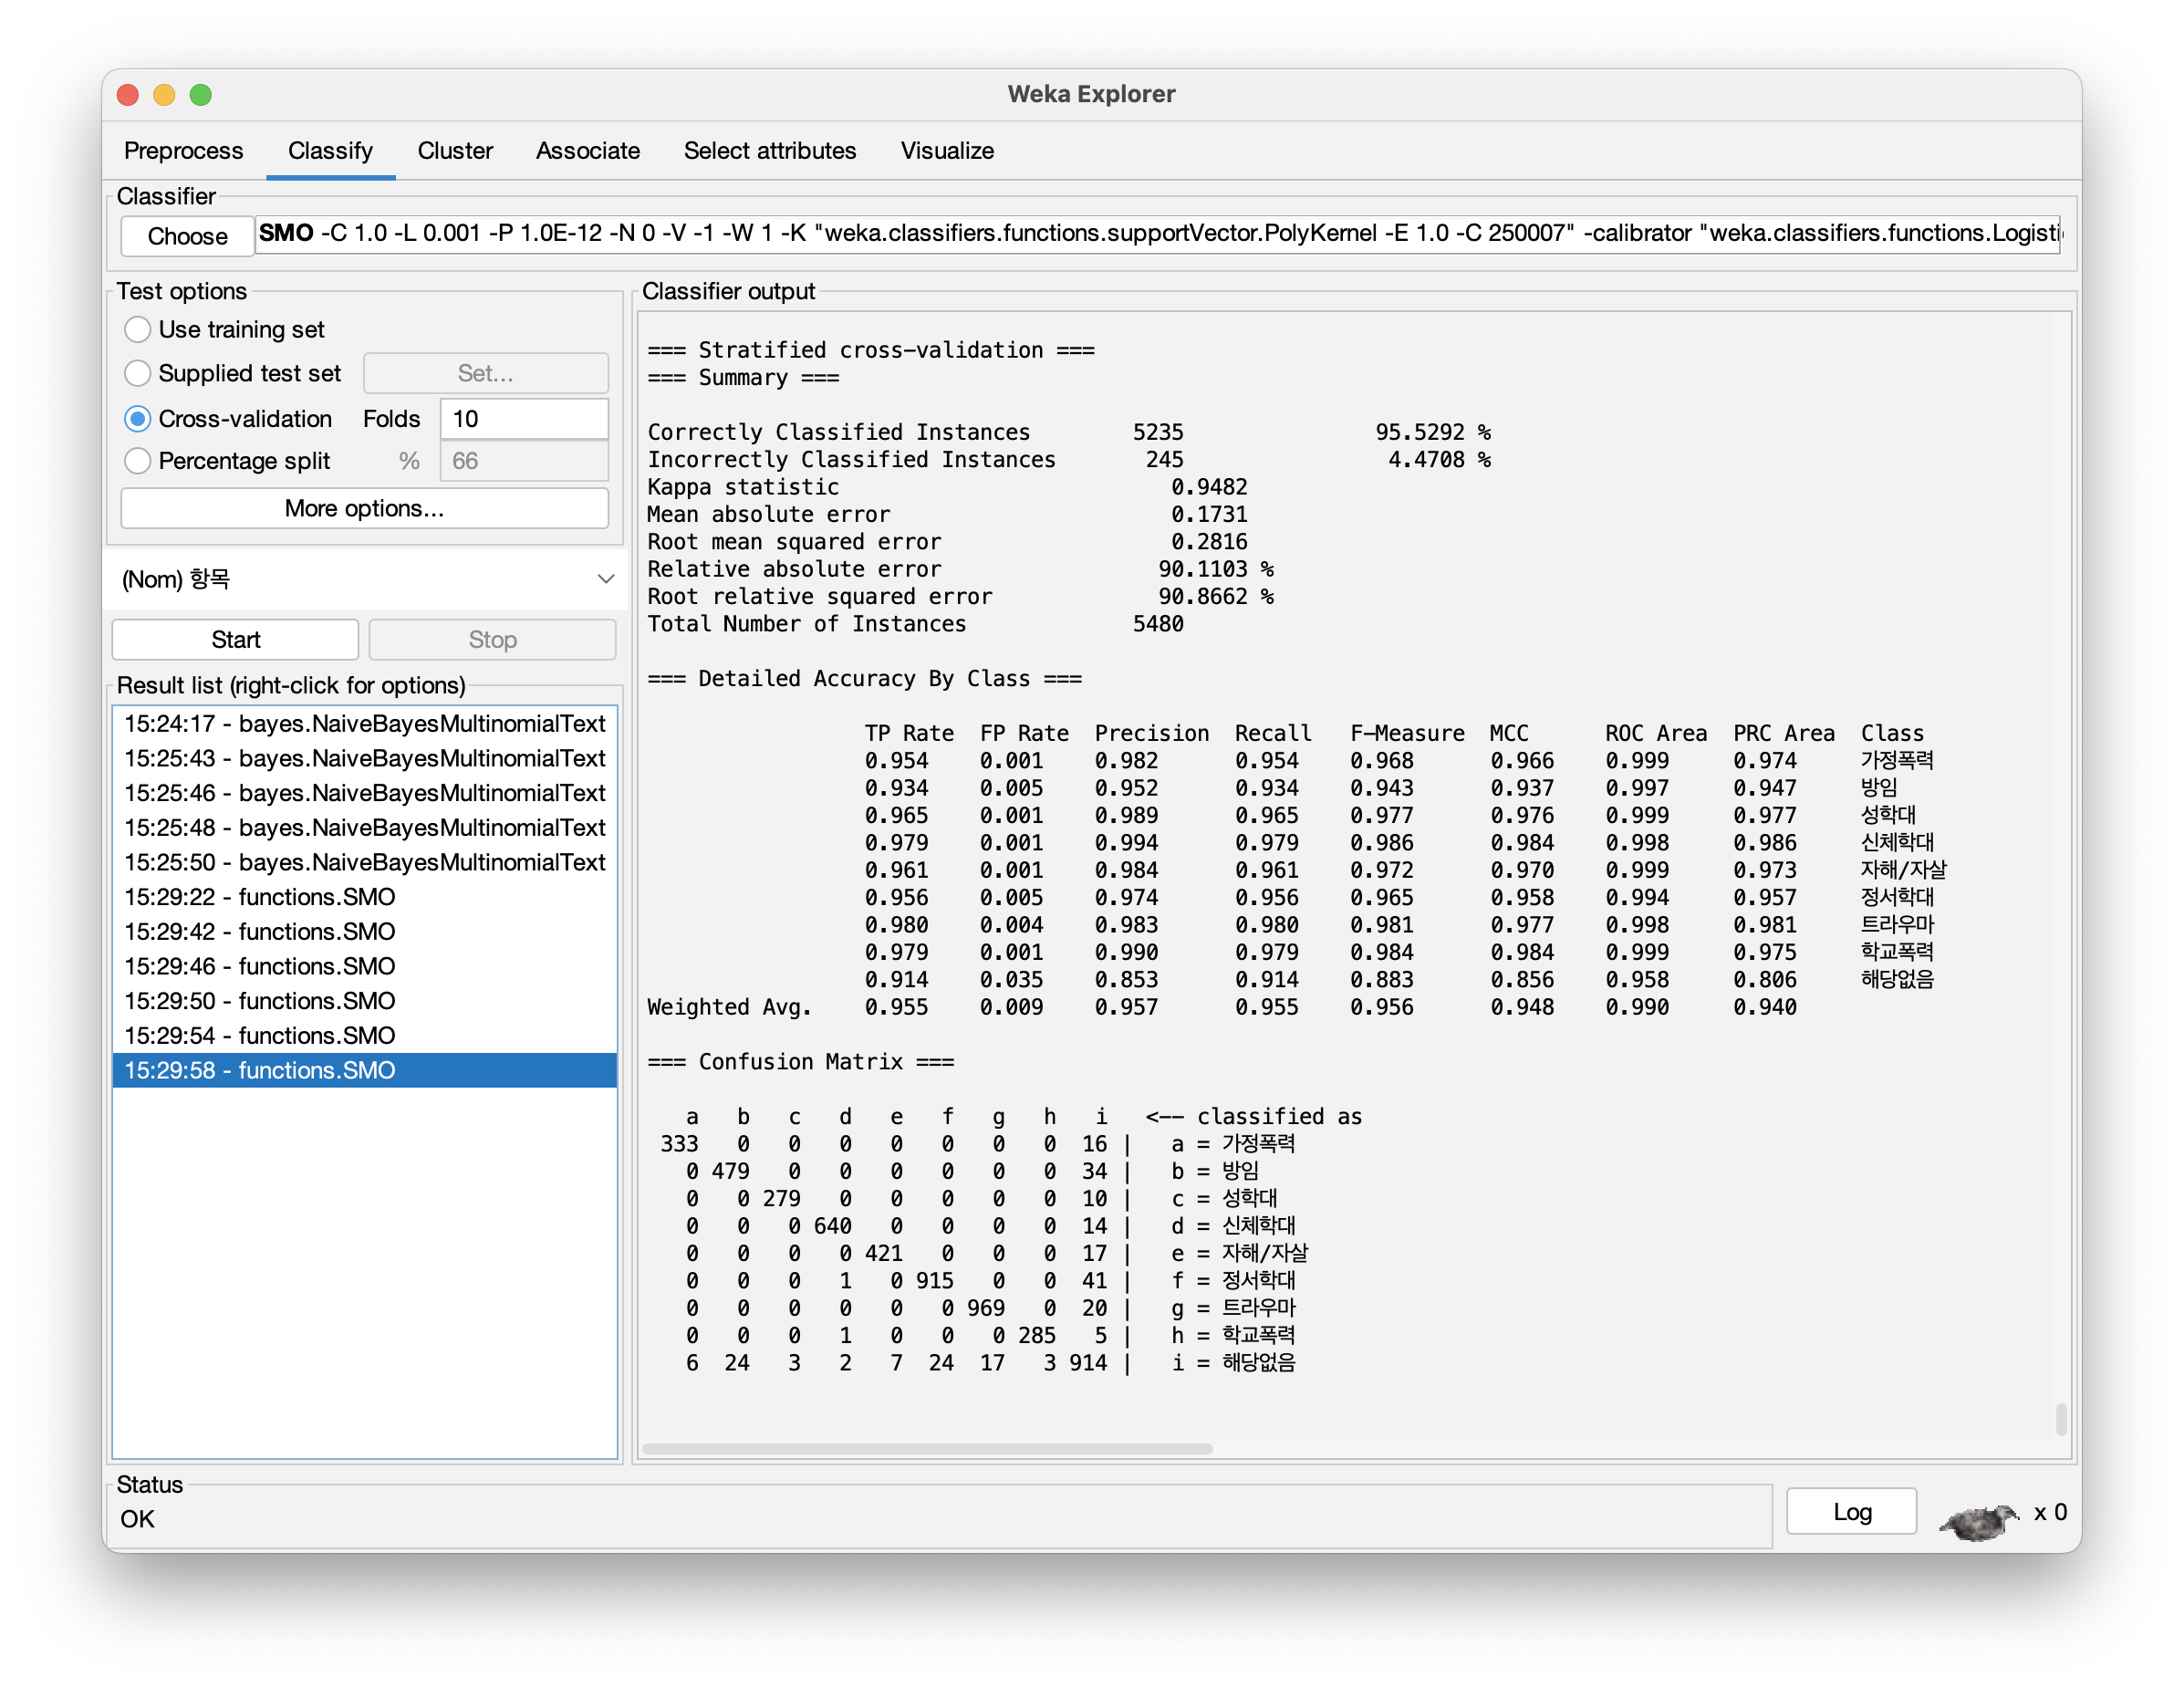 Weka Explorer
Preprocess Classify Cluster Associate Select attributes Visualize
Classifier
Choose SMO -C 1.0 -L 0.001 -P 1.0E-12 -N 0 -V -1 -W 1 -K "weka.classifiers.functions.supportVector.PolyKernel -E 1.0 -C 250007" -calibrator "weka.classifiers.functions.Logisti
Test options
Use training set
Supplied test set Set...
Cross-validation Folds 10
Percentage split % 66
More options...
(Nom) 항목
Start Stop
Result list (right-click for options)
15:24:17 - bayes.NaiveBayesMultinomialText
15:25:43 - bayes.NaiveBayesMultinomialText
15:25:46 - bayes.NaiveBayesMultinomialText
15:25:48 - bayes.NaiveBayesMultinomialText
15:25:50 - bayes.NaiveBayesMultinomialText
15:29:22 - functions.SMO
15:29:42 - functions.SMO
15:29:46 - functions.SMO
15:29:50 - functions.SMO
15:29:54 - functions.SMO
15:29:58 - functions.SMO
Classifier output
=== Stratified cross-validation ===
=== Summary ===
Correctly Classified Instances 5235 95.5292 %
Incorrectly Classified Instances 245 4.4708 %
Kappa statistic 0.9482
Mean absolute error 0.1731
Root mean squared error 0.2816
Relative absolute error 90.1103 %
Root relative squared error 90.8662 %
Total Number of Instances 5480
=== Detailed Accuracy By Class ===
TP Rate FP Rate Precision Recall F-Measure MCC ROC Area PRC Area Class
0.954 0.001 0.982 0.954 0.968 0.966 0.999 0.974 가정폭력
0.934 0.005 0.952 0.934 0.943 0.937 0.997 0.947 방임
0.965 0.001 0.989 0.965 0.977 0.976 0.999 0.977 성학대
0.979 0.001 0.994 0.979 0.986 0.984 0.998 0.986 신체학대
0.961 0.001 0.984 0.961 0.972 0.970 0.999 0.973 자해/자살
0.956 0.005 0.974 0.956 0.965 0.958 0.994 0.957 정서학대
0.980 0.004 0.983 0.980 0.981 0.977 0.998 0.981 트라우마
0.979 0.001 0.990 0.979 0.984 0.984 0.999 0.975 학교폭력
0.914 0.035 0.853 0.914 0.883 0.856 0.958 0.806 해당없음
Weighted Avg. 0.955 0.009 0.957 0.955 0.956 0.948 0.990 0.940
=== Confusion Matrix ===
a b c d e f g h i <-- classified as
333 0 0 0 0 0 0 0 16 | a = 가정폭력
0 479 0 0 0 0 0 0 34 | b = 방임
0 0 279 0 0 0 0 0 10 | c = 성학대
0 0 0 640 0 0 0 0 14 | d = 신체학대
0 0 0 0 421 0 0 0 17 | e = 자해/자살
0 0 0 1 0 915 0 0 41 | f = 정서학대
0 0 0 0 0 0 969 0 20 | g = 트라우마
0 0 0 1 0 0 0 285 5 | h = 학교폭력
6 24 3 2 7 24 17 3 914 | i = 해당없음
Status
OK
Log x 0